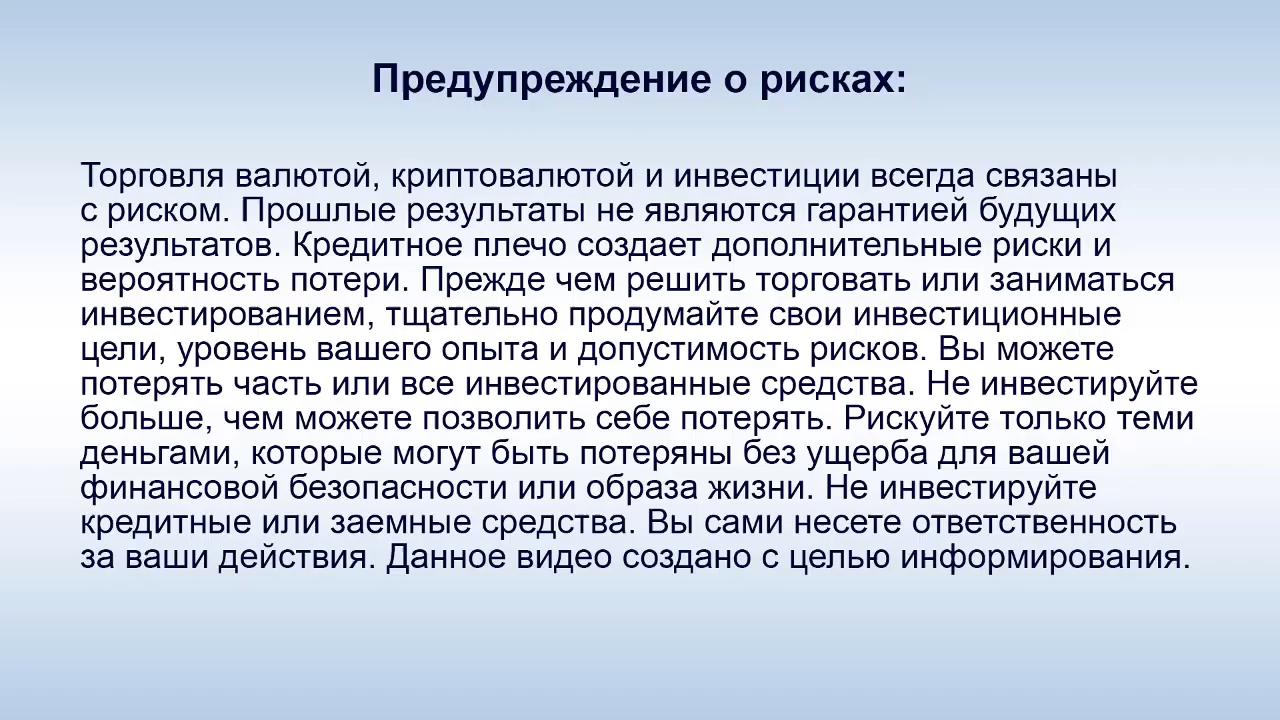 Предупреждение о рисках:
Торговля валютой, криптовалютой и инвестиции всегда связаны
с риском. Прошлые результаты не являются гарантией будущих
результатов. Кредитное плечо создает дополнительные риски и
вероятность потери. Прежде чем решить торговать или заниматься
инвестированием, тщательно продумайте свои инвестиционные
цели, уровень вашего опыта и допустимость рисков. Вы можете
потерять часть или все инвестированные средства. Не инвестируйте
больше, чем можете позволить себе потерять. Рискуйте только теми
деньгами, которые могут быть потеряны без ущерба для вашей
финансовой безопасности или образа жизни. Не инвестируйте
кредитные или заемные средства. Вы сами несете ответственность
за ваши действия. Данное видео создано с целью информирования.